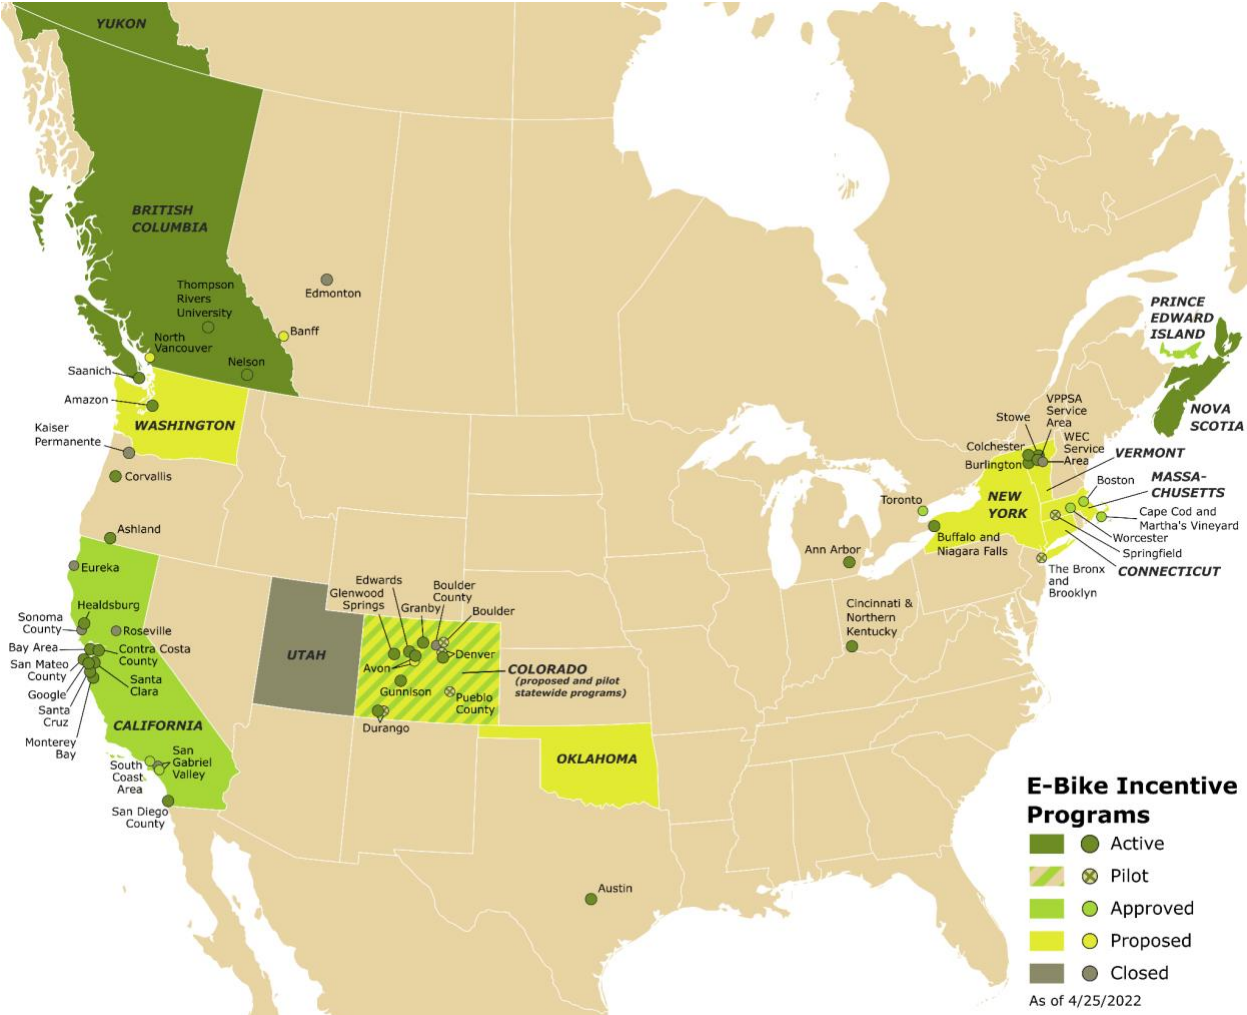 YUKON
BRITISH
COLUMBIA
Thompson
Rivers
University
Edmonton
Banff
North
Vancouver
Nelson
Saanich
Amazon
WASHINGTON
Kaiser
Permanente
Corvallis
Ashland
Eureka
Healdsburg
Sonoma
County
Roseville
Bay Area
Contra Costa
County
San Mateo
County
Santa
Clara
Google
Santa
Cruz
CALIFORNIA
Monterey
Bay
San
Gabriel
Valley
South
Coast
Area
San Diego
County
UTAH
Edwards
Glenwood
Springs
Granby
Boulder
County
Boulder
Avon
Denver
Gunnison
Pueblo
County
Durango
COLORADO
(proposed and pilot
statewide programs)
OKLAHOMA
Austin
Ann Arbor
Cincinnati &
Northern
Kentucky
Toronto
Buffalo and
Niagara Falls
NEW
YORK
Stowe
VPPSA
Service
Area
Colchester
Burlington
WEC
Service
Area
VERMONT
Boston
MASSA-
CHUSETTS
Cape Cod and
Martha's Vineyard
Worcester
Springfield
CONNECTICUT
The Bronx
and
Brooklyn
PRINCE
EDWARD
ISLAND
NOVA
SCOTIA
E-Bike Incentive
Programs
Active
Pilot
Approved
Proposed
Closed
As of 4/25/2022